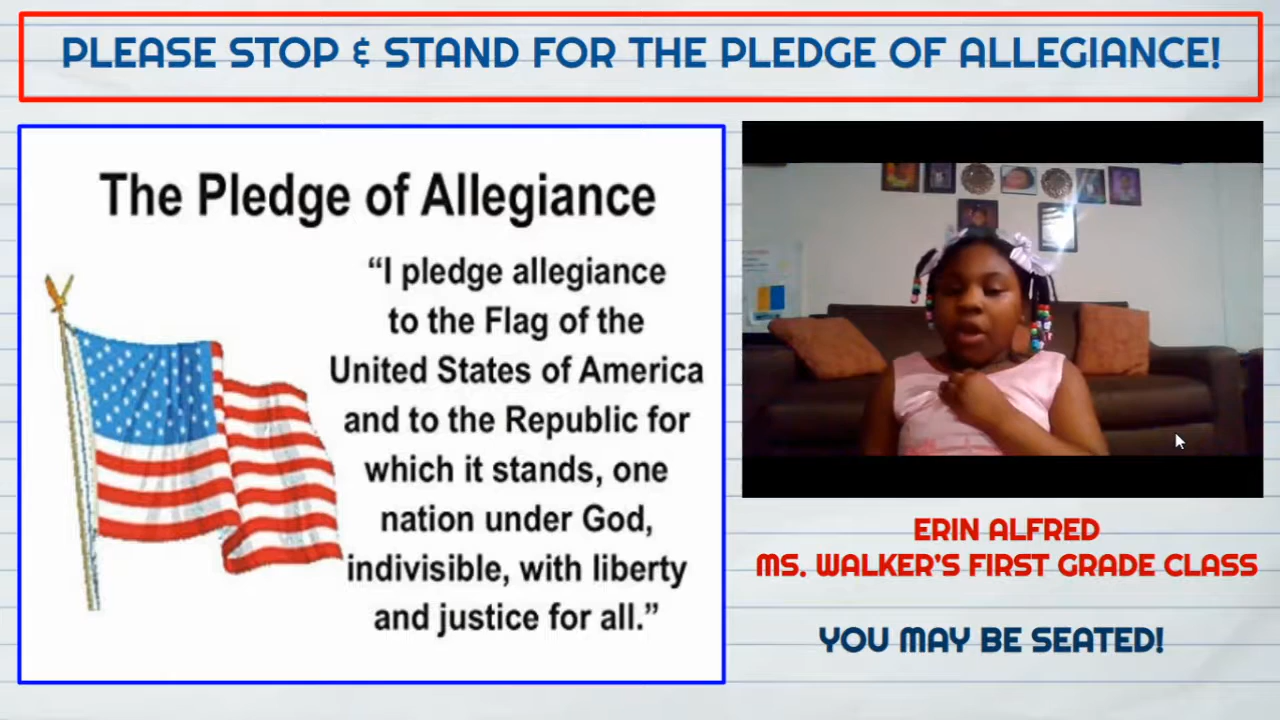 PLEASE STOP & STAND FOR THE PLEDGE OF ALLEGIANCE!
The Pledge of Allegiance
“I pledge allegiance
to the Flag of the
United States of America
and to the Republic for
which it stands, one
nation under God,
indivisible, with liberty
and justice for all.”
ERIN ALFRED
MS. WALKER'S FIRST GRADE CLASS
YOU MAY BE SEATED!